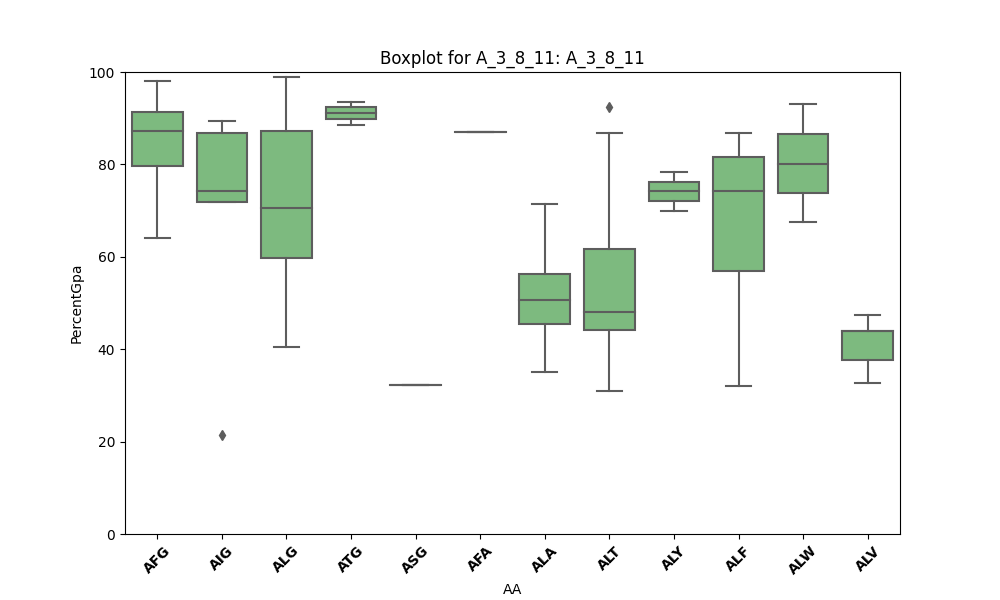 Boxplot for A_3_8_11: A_3_8_11
PercentGpa
100
80
60
40
20
0
AFG AIG ALG ATG ASG AFA ALA ALT ALY ALF ALW ALV
AA